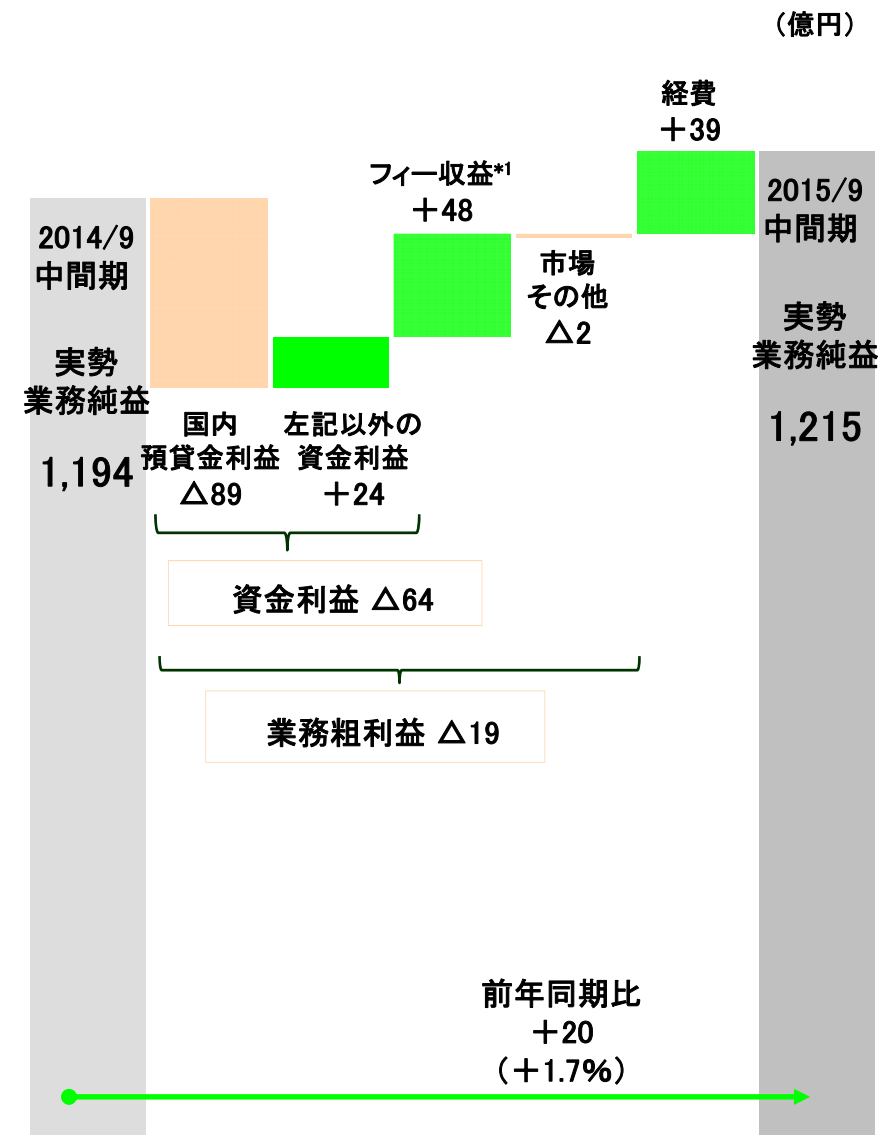 （億円）
経費
＋39
フィー収益*1
＋48
2014/9
中間期
実勢
業務純益
1,194
国内
預貸金利益
△89
左記以外の
資金利益
＋24
市場
その他
△2
2015/9
中間期
実勢
業務純益
1,215
資金利益 △64
業務粗利益 △19
前年同期比
＋20
（＋1.7%）